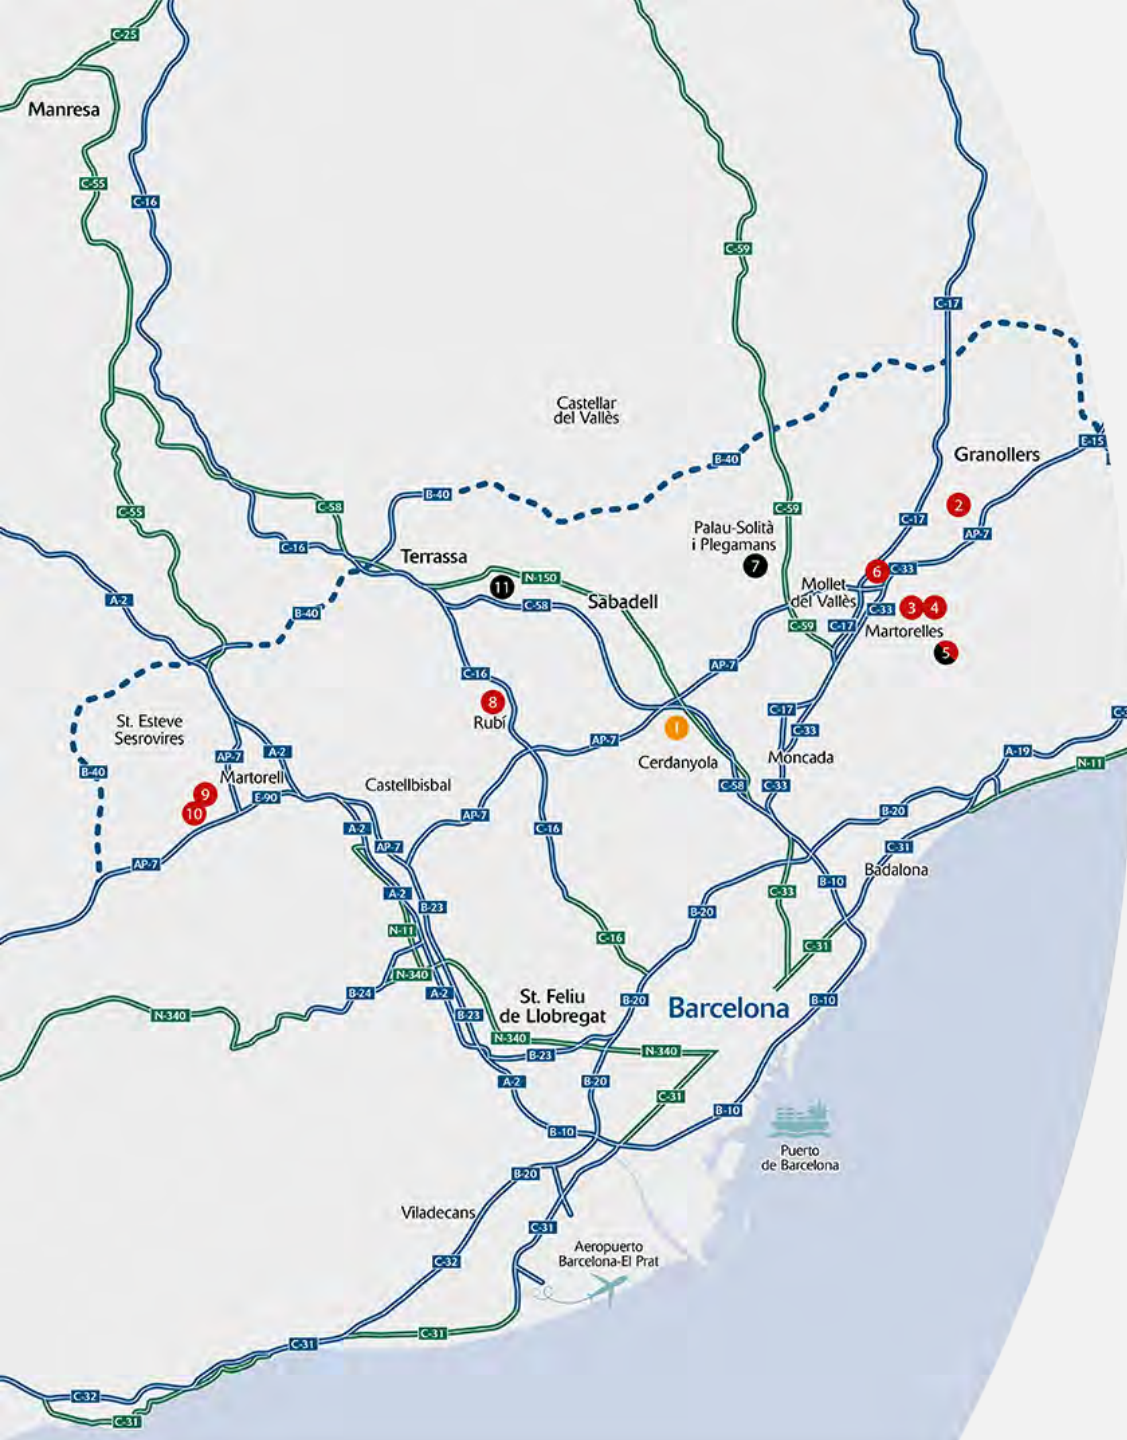 C-25
Manresa
C-55
C-16
C-59
C-17
Castellar
del Vallès
E-15
Granollers
B-40
B-40
2
C-58
C-59
C-55
C-17
Palau-Solità
i Plegamans
AP-7
C-16
Terrassa
7
6
C-33
N-150
11
Mollet
del Vallès
A-2
Sabadell
C-58
C-33
3
4
B-40
C-59
C-17
Martorelles
5
AP-7
C-16
8
Rubí
C-17
St. Esteve
Sesrovires
1
C-33
AP-7
A-19
AP-7
A-2
Cerdanyola
Moncada
N-11
B-40
Martorell
Castellbisbal
C-58
C-33
9
E-90
10
B-20
AP-7
A-2
C-16
AP-7
C-31
AP-7
Badalona
B-10
A-2
C-33
B-23
B-20
N-11
C-16
C-31
N-340
B-24
A-2
St. Feliu
de Llobregat
B-20
Barcelona
B-10
N-340
B-23
N-340
N-340
B-23
A-2
B-20
C-31
B-10
B-10
Puerto
de Barcelona
B-20
Viladecans
C-31
Aeropuerto
Barcelona-El Prat
C-32
C-31
C-31
C-32
C-31